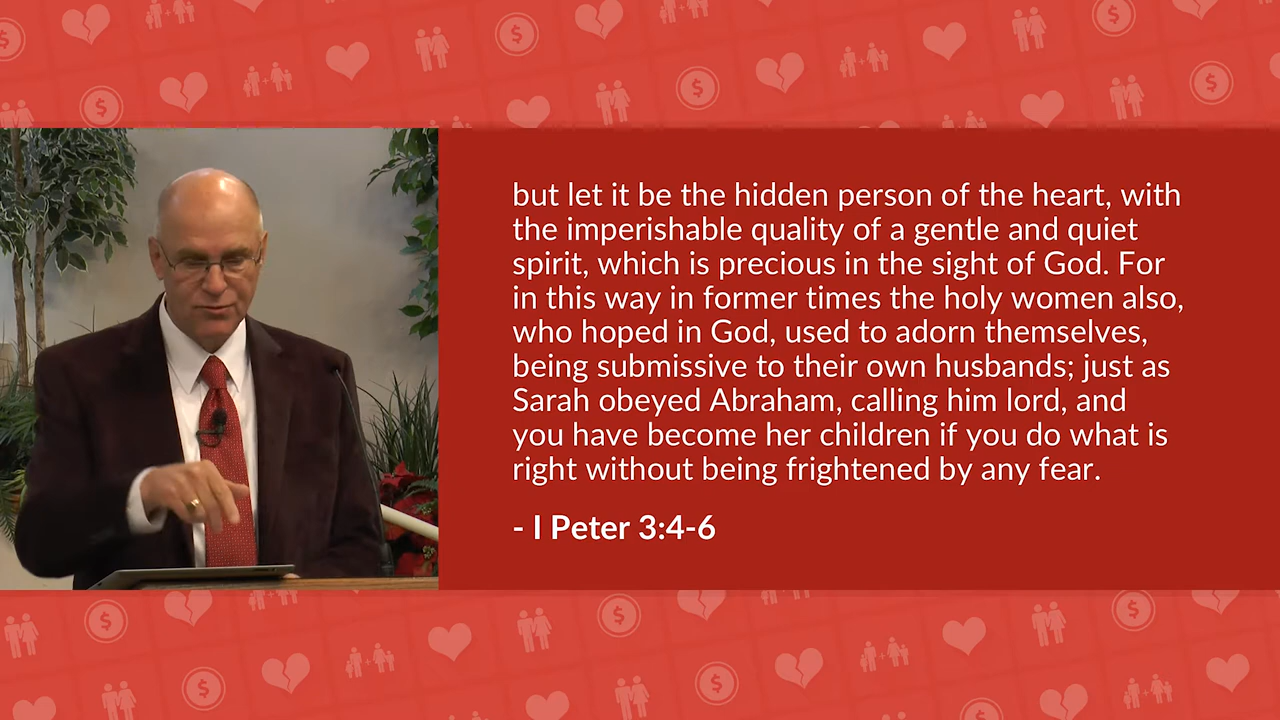 but let it be the hidden person of the heart, with
the imperishable quality of a gentle and quiet
spirit, which is precious in the sight of God. For
in this way in former times the holy women also,
who hoped in God, used to adorn themselves,
being submissive to their own husbands; just as
Sarah obeyed Abraham, calling him lord, and
you have become her children if you do what is
right without being frightened by any fear.
- I Peter 3:4-6